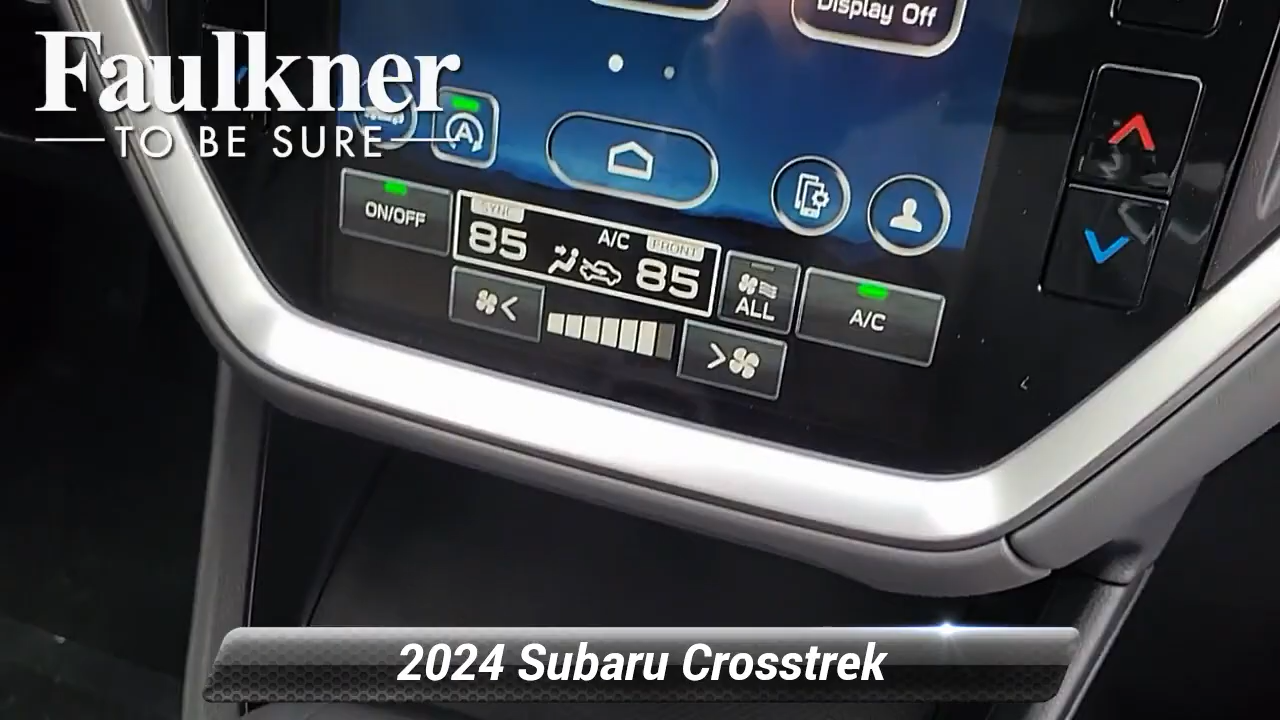 Faulkner
TO BE SURE
Display Off
A
ON/OFF
SYNC
A/C
FRONT
85
85
ALL
A/C
2024 Subaru Crosstrek